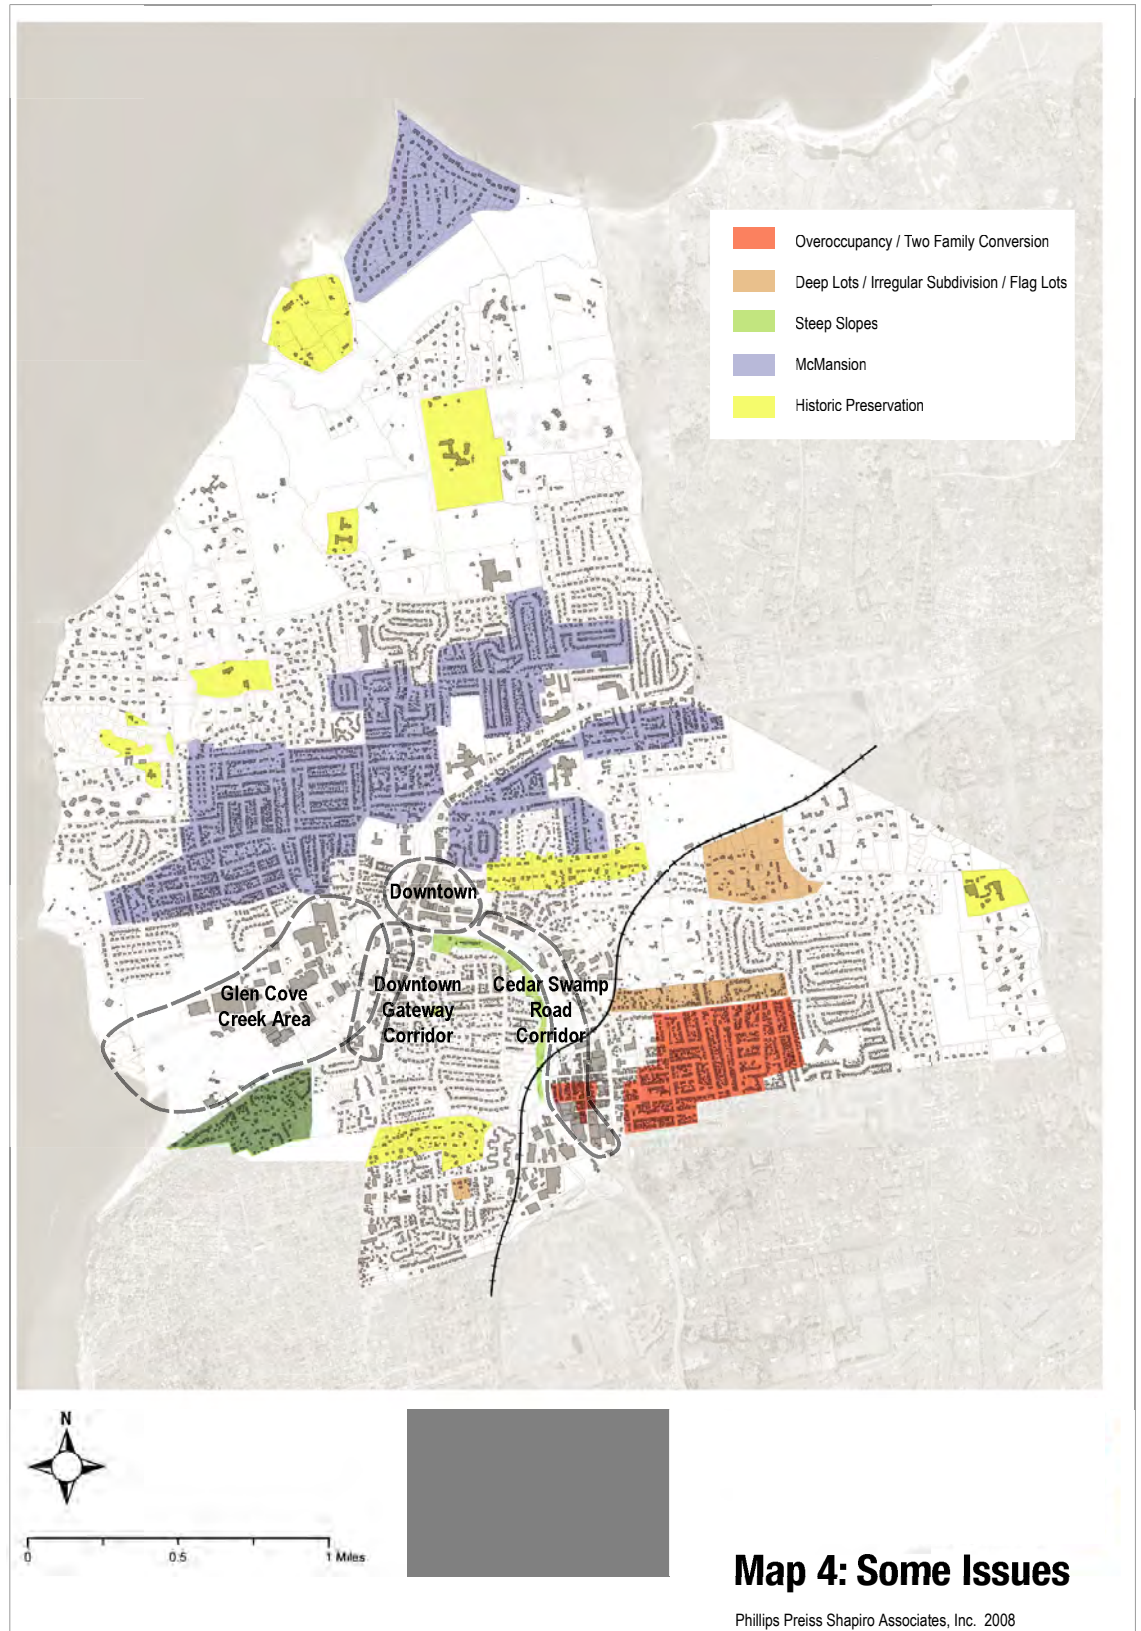 Overoccupancy / Two Family Conversion
Deep Lots / Irregular Subdivision / Flag Lots
Steep Slopes
McMansion
Historic Preservation
Downtown
Glen Cove
Creek Area
Downtown
Gateway
Corridor
Cedar Swamp
Road
Corridor
N
0 0.5 1 Miles
Map 4: Some Issues
Phillips Preiss Shapiro Associates, Inc. 2008